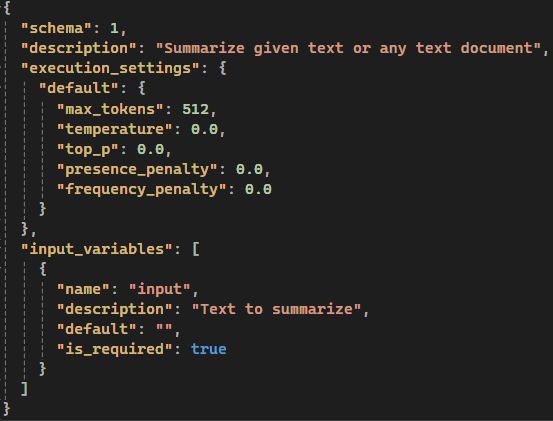 {
  "schema": 1,
  "description": "Summarize given text or any text document",
  "execution_settings": {
    "default": {
      "max_tokens": 512,
      "temperature": 0.0,
      "top_p": 0.0,
      "presence_penalty": 0.0,
      "frequency_penalty": 0.0
    }
  },
  "input_variables": [
    {
      "name": "input",
      "description": "Text to summarize",
      "default": "",
      "is_required": true
    }
  ]
}